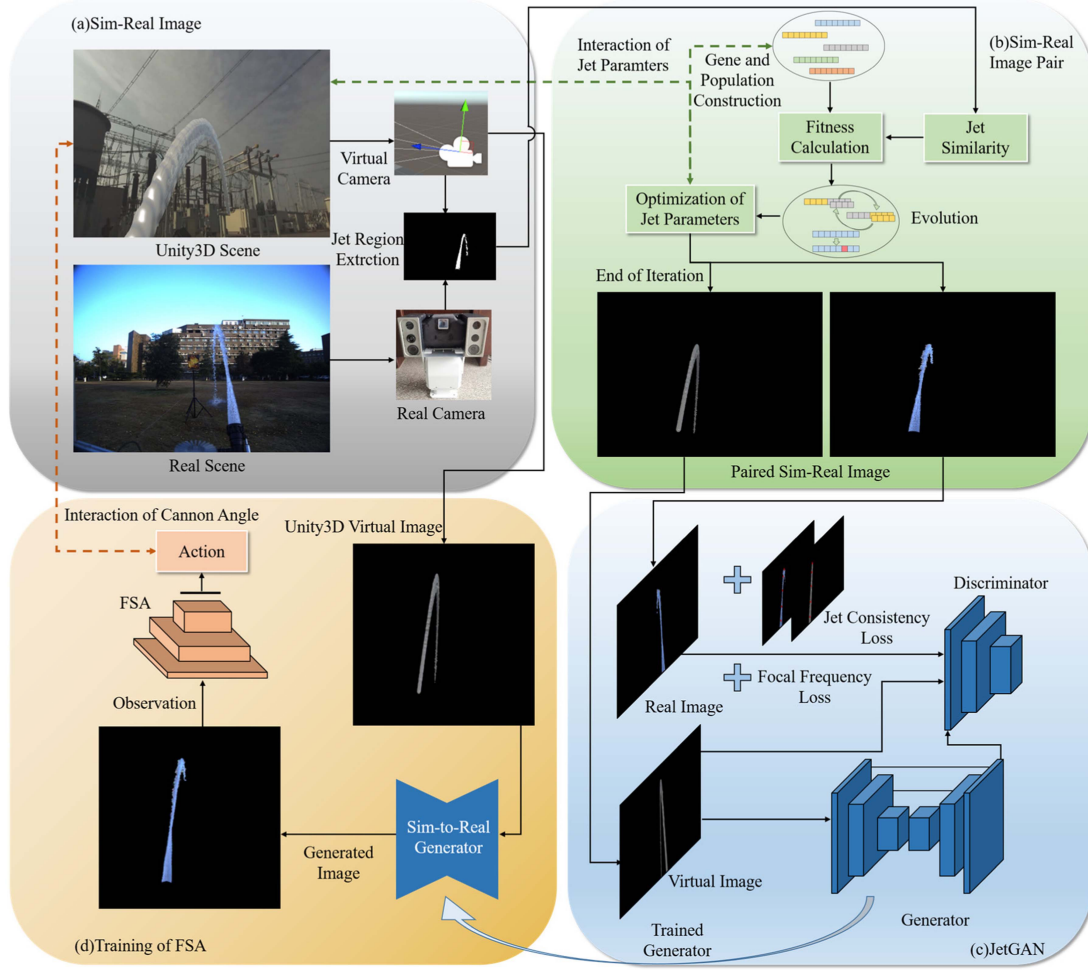 (a)Sim-Real Image
Virtual
Camera
Unity3D Scene
Jet Region
Extrction
Real Camera
Real Scene
Interaction of
Jet Paramters
Gene and
Population
Construction
(b)Sim-Real
Image Pair
Fitness
Calculation
Jet
Similarity
Optimization of
Jet Parameters
Evolution
End of Iteration
Paired Sim-Real Image
Interaction of Cannon Angle
Action
FSA
Observation
Unity3D Virtual Image
Sim-to-Real
Generator
Generated
Image
(d)Training of FSA
Discriminator
Jet Consistency
Loss
Focal Frequency
Loss
Real Image
Virtual Image
Trained
Generator
Generator
(c)JetGAN